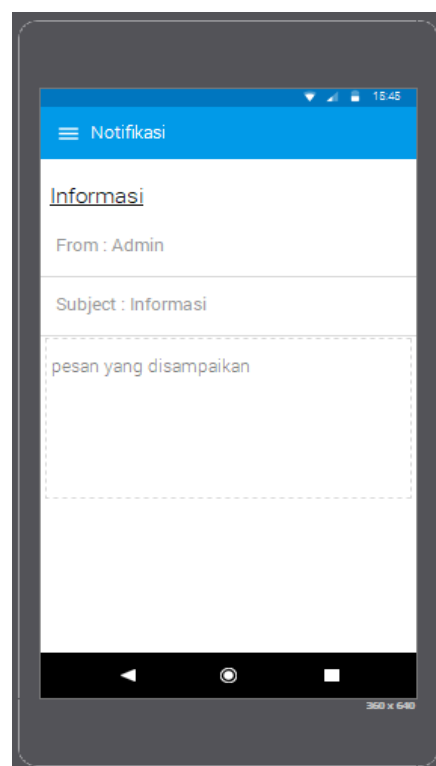 15:45
Notifikasi
Informasi
From : Admin
Subject : Informasi
pesan yang disampaikan
360 x 640